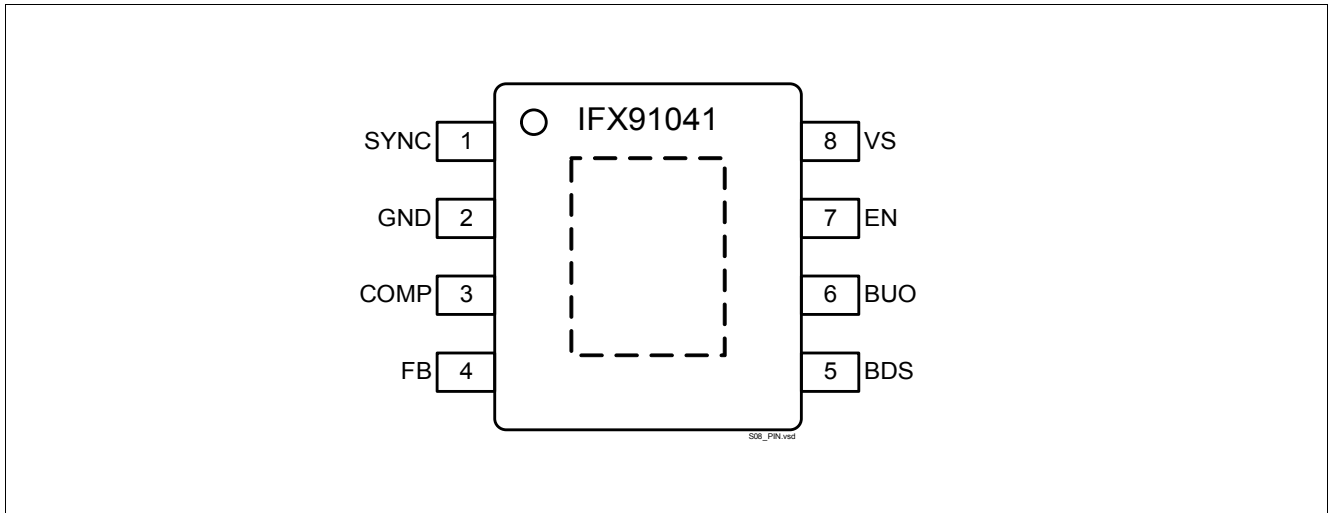 IFX91041
SYNC 1 8 VS
GND 2 7 EN
COMP 3 6 BUO
FB 4 5 BDS
S08_PIN.vsd